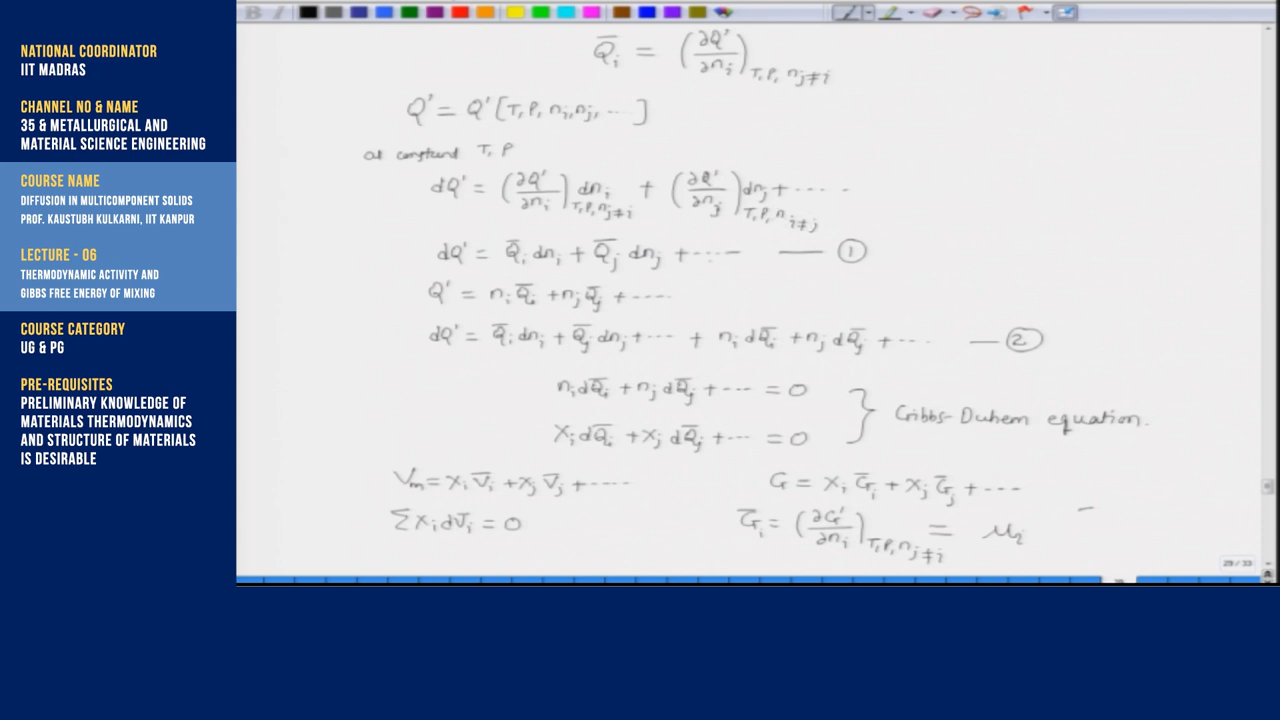 NATIONAL COORDINATOR
IIT MADRAS
CHANNEL NO & NAME
35 & METALLURGICAL AND
MATERIAL SCIENCE ENGINEERING
COURSE NAME
DIFFUSION IN MULTICOMPONENT SOLIDS
PROF. KAUSTUBH KULKARNI, IIT KANPUR
LECTURE - 06
THERMODYNAMIC ACTIVITY AND
GIBBS FREE ENERGY OF MIXING
COURSE CATEGORY
UG & PG
PRE-REQUISITES
PRELIMINARY KNOWLEDGE OF
MATERIALS THERMODYNAMICS
AND STRUCTURE OF MATERIALS
IS DESIRABLE
Q̄i = (∂Q'/∂ni)T,P,nj≠i
Q' = Q'[T,P,ni,nj,...]
at constant T,P
dQ' = (∂Q'/∂ni)T,P,nj≠i dni + (∂Q'/∂nj)T,P,ni≠j dnj + .....
dQ' = Q̄i dni + Q̄j dnj + ..... — ①
Q' = niQ̄i + njQ̄j + ....
dQ' = Q̄i dni + Q̄j dnj + .... + ni dQ̄i + nj dQ̄j + .... — ②
ni dQ̄i + nj dQ̄j + .... = 0
Xi dQ̄i + Xj dQ̄j + .... = 0
} Gibbs-Duhem equation.
Vm = Xi V̄i + Xj V̄j + .....
G = Xi Ḡi + Xj Ḡj + ....
ΣXi dV̄i = 0
Ḡi = (∂G'/∂ni)T,P,nj≠i = μi
29 / 33